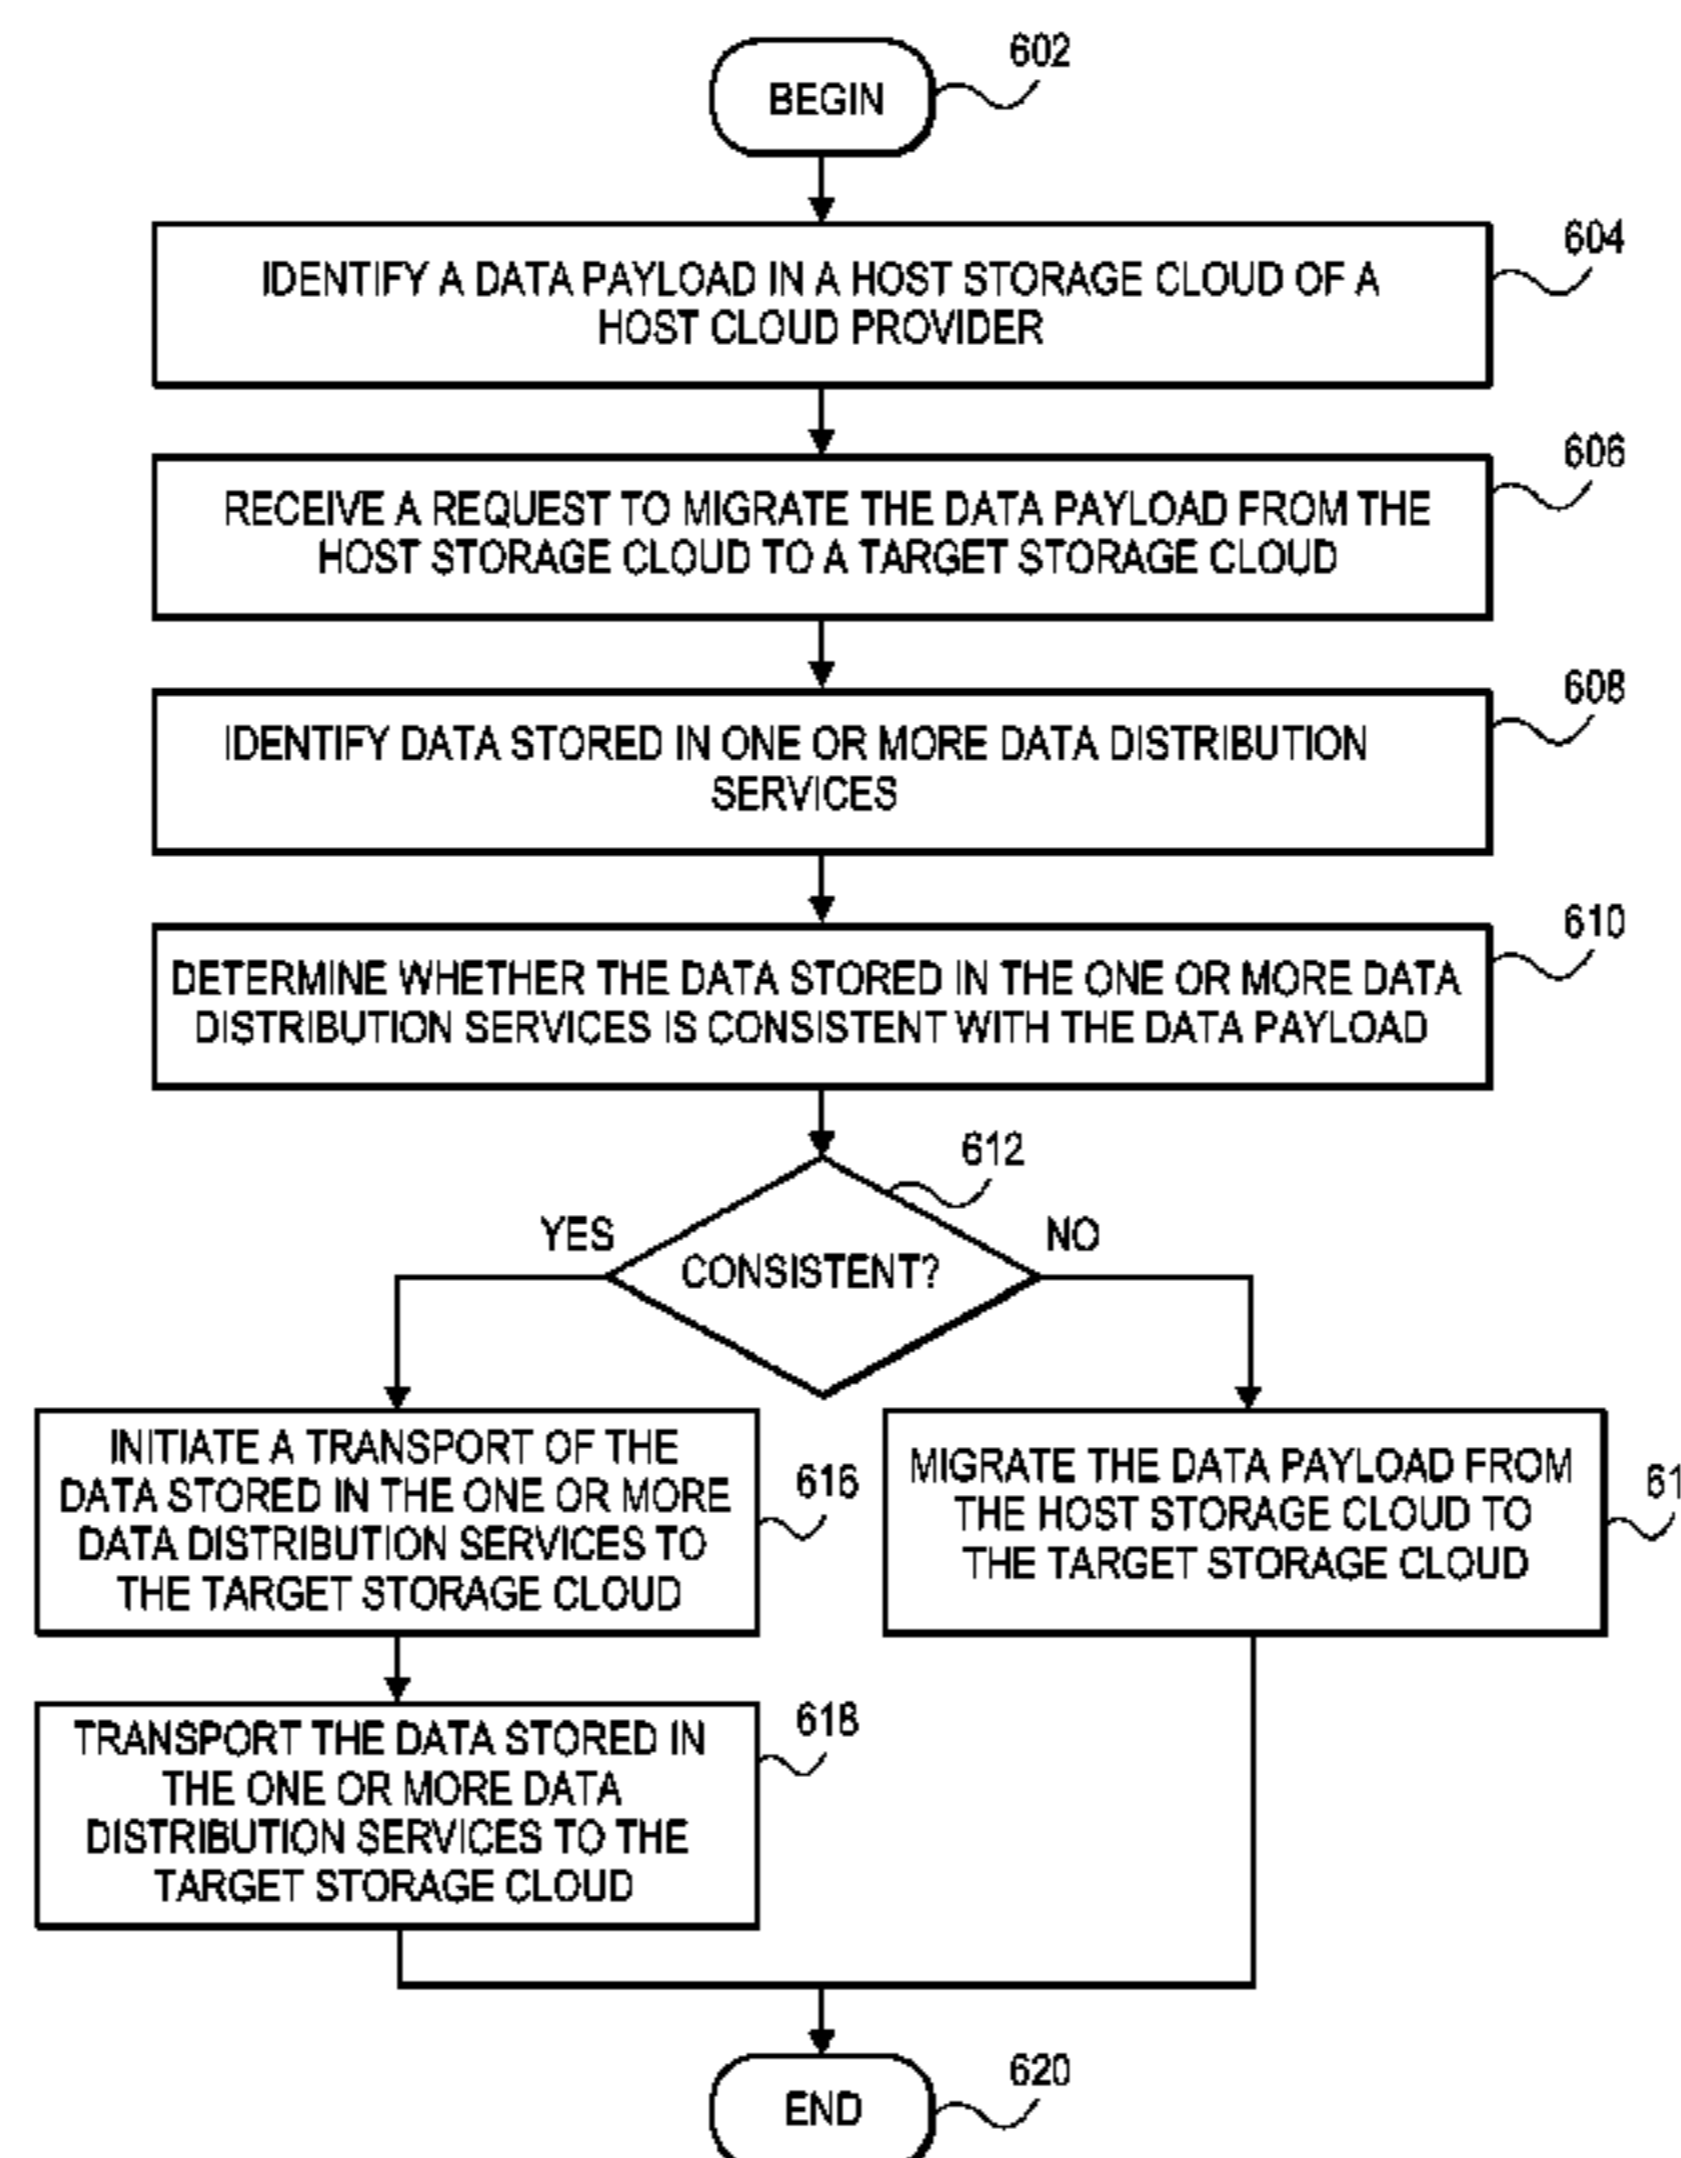 BEGIN
602
IDENTIFY A DATA PAYLOAD IN A HOST STORAGE CLOUD OF A
HOST CLOUD PROVIDER
604
RECEIVE A REQUEST TO MIGRATE THE DATA PAYLOAD FROM THE
HOST STORAGE CLOUD TO A TARGET STORAGE CLOUD
606
IDENTIFY DATA STORED IN ONE OR MORE DATA DISTRIBUTION
SERVICES
608
DETERMINE WHETHER THE DATA STORED IN THE ONE OR MORE DATA
DISTRIBUTION SERVICES IS CONSISTENT WITH THE DATA PAYLOAD
610
CONSISTENT?
612
YES
NO
INITIATE A TRANSPORT OF THE
DATA STORED IN THE ONE OR MORE
DATA DISTRIBUTION SERVICES TO
THE TARGET STORAGE CLOUD
616
MIGRATE THE DATA PAYLOAD FROM
THE HOST STORAGE CLOUD TO
THE TARGET STORAGE CLOUD
61
TRANSPORT THE DATA STORED IN
THE ONE OR MORE DATA
DISTRIBUTION SERVICES TO THE
TARGET STORAGE CLOUD
618
END
620